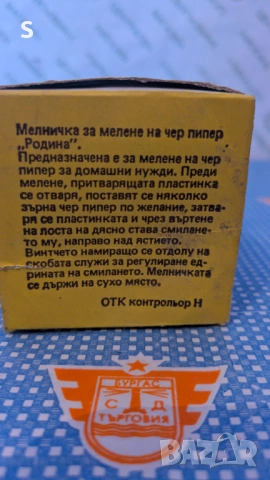 S
Мелничка за мелене на чер пипер
„Родина".
Предназначена е за мелене на чер
пипер за домашни нужди. Преди
мелене, притварящата пластинка
се отваря, поставят се няколко
зърна чер пипер по желание, затва-
ря се пластинката и чрез въртене
на лоста на дясно става смилане-
то му, направо над ястието.
Винтчето намиращо се отдолу на
скобата служи за регулиране ед-
рината на смилането. Мелничката
се държи на сухо място.
ОТК контрольор Н
БУРГАС
С Д
ТЪРГОВИЯ
BAZAR.BG